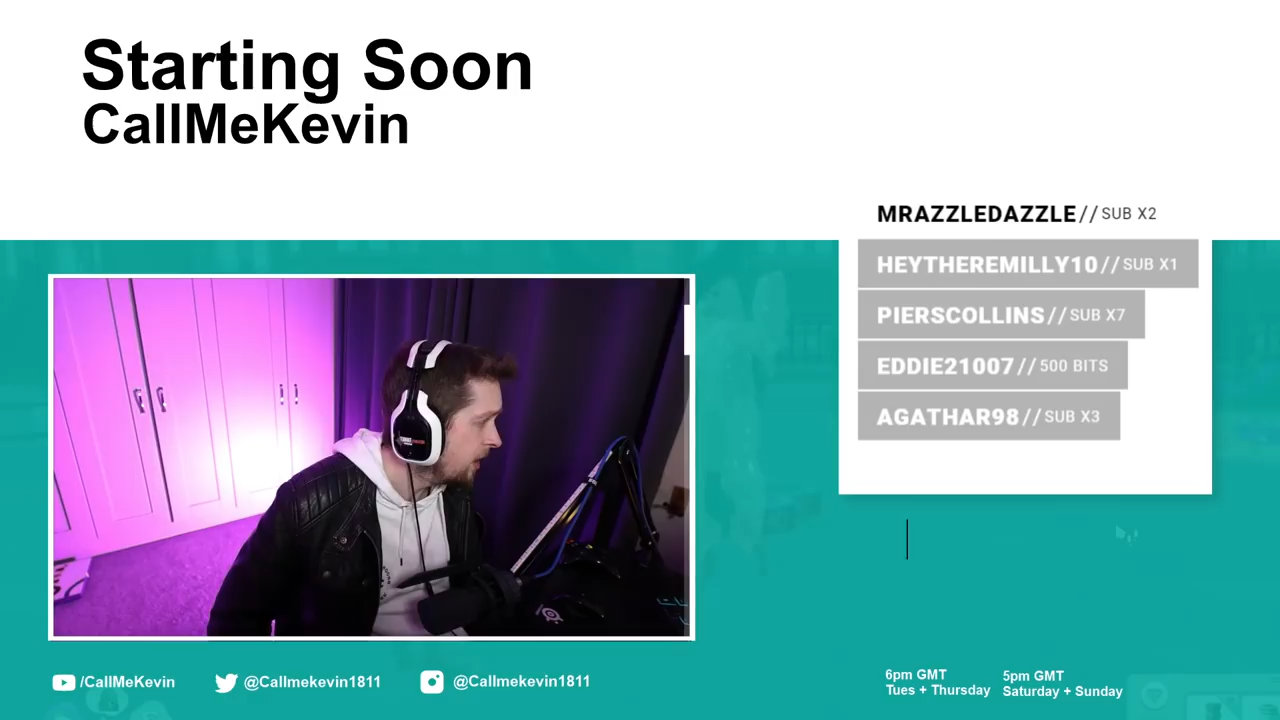 Starting Soon
CallMeKevin
MRAZZLEDAZZLE // SUB X2
HEYTHEREMILLY10 // SUB X1
PIERSCOLLINS // SUB X7
EDDIE21007 // 500 BITS
AGATHAR98 // SUB X3
/CallMeKevin
@Callmekevin1811
@Callmekevin1811
6pm GMT
Tues + Thursday
5pm GMT
Saturday + Sunday